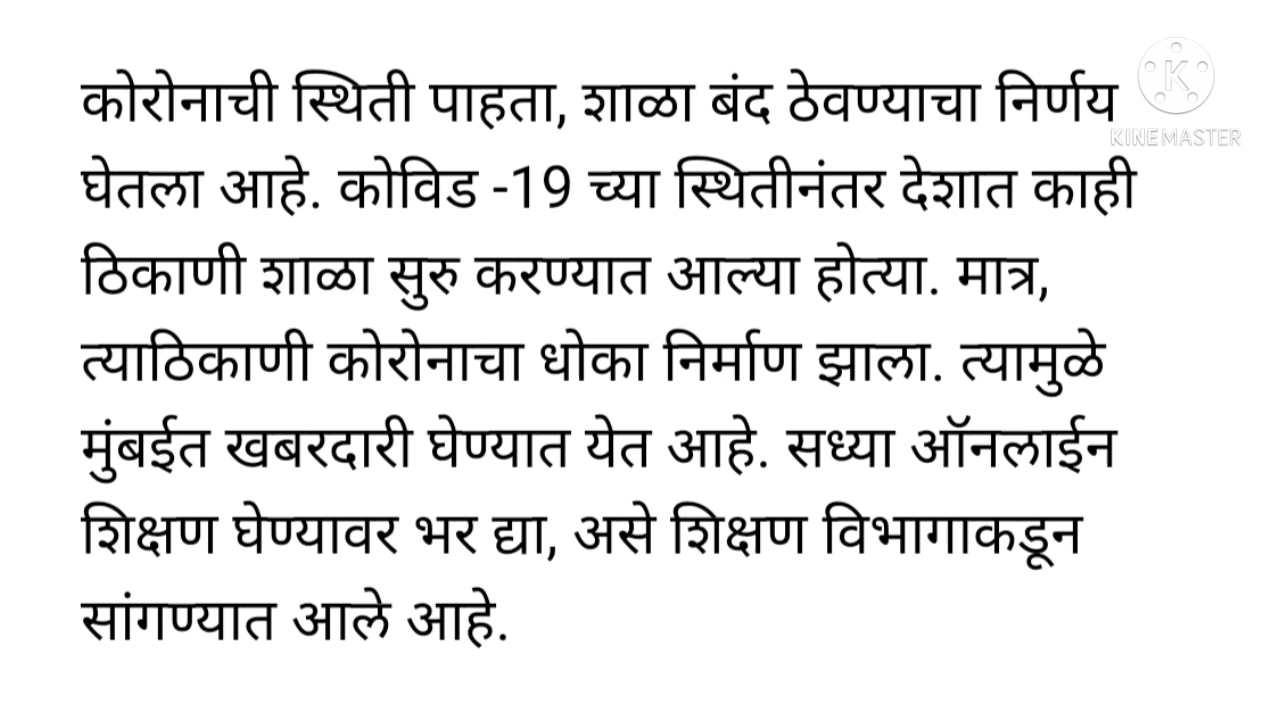 कोरोनाची स्थिती पाहता, शाळा बंद ठेवण्याचा निर्णय
घेतला आहे. कोविड -19 च्या स्थितीनंतर देशात काही
ठिकाणी शाळा सुरु करण्यात आल्या होत्या. मात्र,
त्याठिकाणी कोरोनाचा धोका निर्माण झाला. त्यामुळे
मुंबईत खबरदारी घेण्यात येत आहे. सध्या ऑनलाईन
शिक्षण घेण्यावर भर द्या, असे शिक्षण विभागाकडून
सांगण्यात आले आहे.
K
KINEMASTER